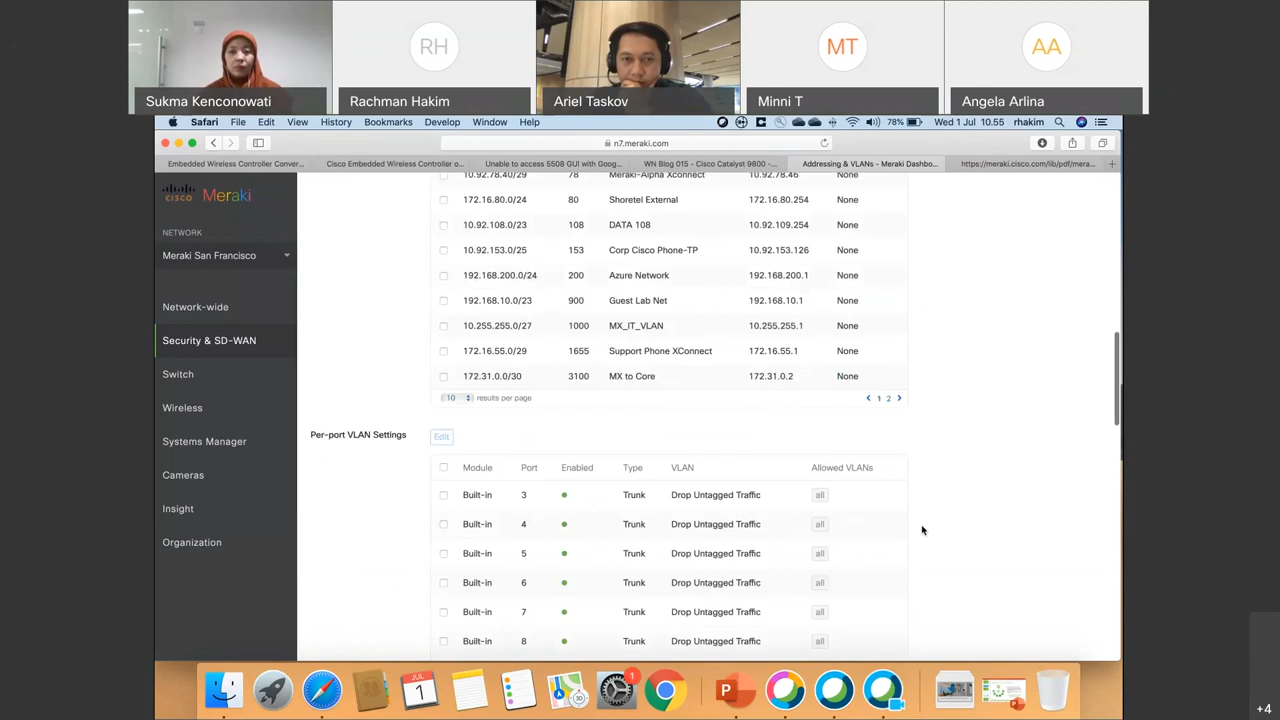 RH
MT
AA
Sukma Kenconowati
Rachman Hakim
Ariel Taskov
Minni T
Angela Arlina
Safari File Edit View History Bookmarks Develop Window Help
78% Wed 1 Jul 10.55 rhakim
n7.meraki.com
Embedded Wireless Controller Conver...
Cisco Embedded Wireless Controller o...
Unable to access 5508 GUI with Goog...
WN Blog 015 – Cisco Catalyst 9800 –...
Addressing & VLANs - Meraki Dashbo...
https://meraki.cisco.com/lib/pdf/mera...
cisco Meraki
NETWORK
Meraki San Francisco
Network-wide
Security & SD-WAN
Switch
Wireless
Systems Manager
Cameras
Insight
Organization
10.92.78.40/29 78 Meraki-Alpha Xconnect 10.92.78.46 None
172.16.80.0/24 80 Shoretel External 172.16.80.254 None
10.92.108.0/23 108 DATA 108 10.92.109.254 None
10.92.153.0/25 153 Corp Cisco Phone-TP 10.92.153.126 None
192.168.200.0/24 200 Azure Network 192.168.200.1 None
192.168.10.0/23 900 Guest Lab Net 192.168.10.1 None
10.255.255.0/27 1000 MX_IT_VLAN 10.255.255.1 None
172.16.55.0/29 1655 Support Phone XConnect 172.16.55.1 None
172.31.0.0/30 3100 MX to Core 172.31.0.2 None
10 results per page
1 2
Per-port VLAN Settings Edit
Module Port Enabled Type VLAN Allowed VLANs
Built-in 3 Trunk Drop Untagged Traffic all
Built-in 4 Trunk Drop Untagged Traffic all
Built-in 5 Trunk Drop Untagged Traffic all
Built-in 6 Trunk Drop Untagged Traffic all
Built-in 7 Trunk Drop Untagged Traffic all
Built-in 8 Trunk Drop Untagged Traffic all
JUL
1
1
+4